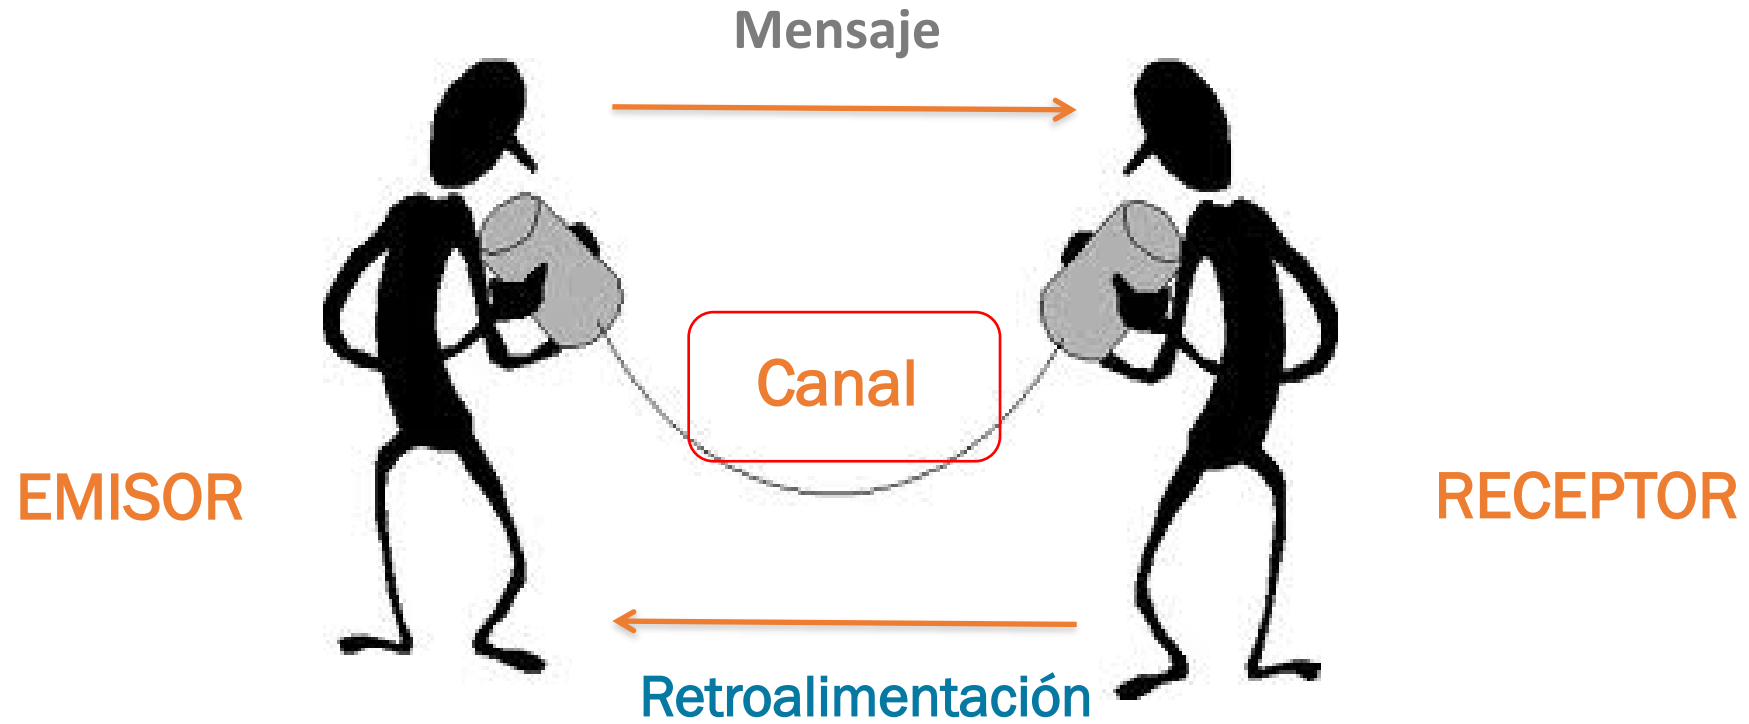 Mensaje
Canal
EMISOR
RECEPTOR
Retroalimentación